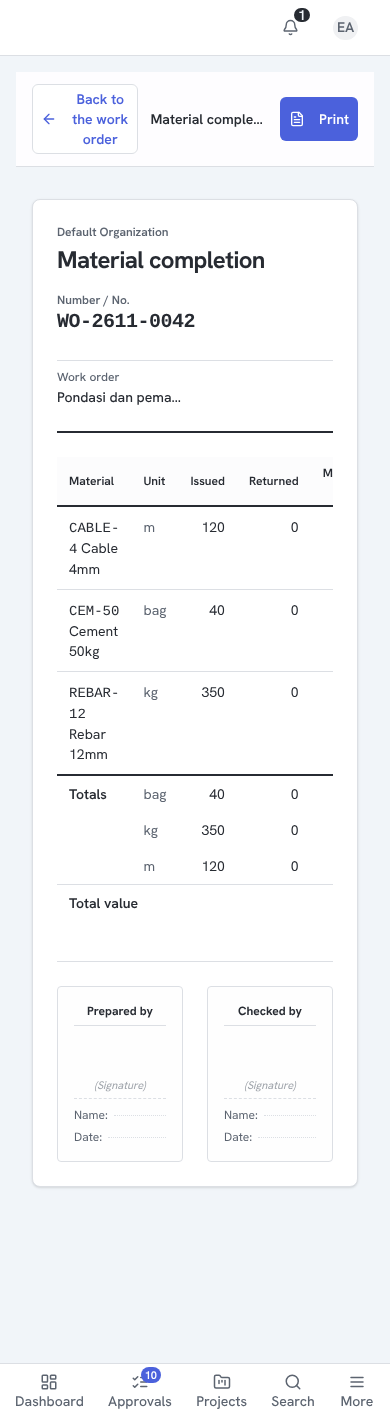 1
EA
Back to
the work
order
Material comple...
Print
Default Organization
Material completion
Number / No.
WO-2611-0042
Work order
Pondasi dan pema...
Material Unit Issued Returned M
CABLE- m 120 0
4 Cable
4mm
CEM-50 bag 40 0
Cement
50kg
REBAR- kg 350 0
12
Rebar
12mm
Totals bag 40 0
kg 350 0
m 120 0
Total value
Prepared by Checked by
(Signature) (Signature)
Name: Name:
Date: Date:
10
Dashboard Approvals Projects Search More